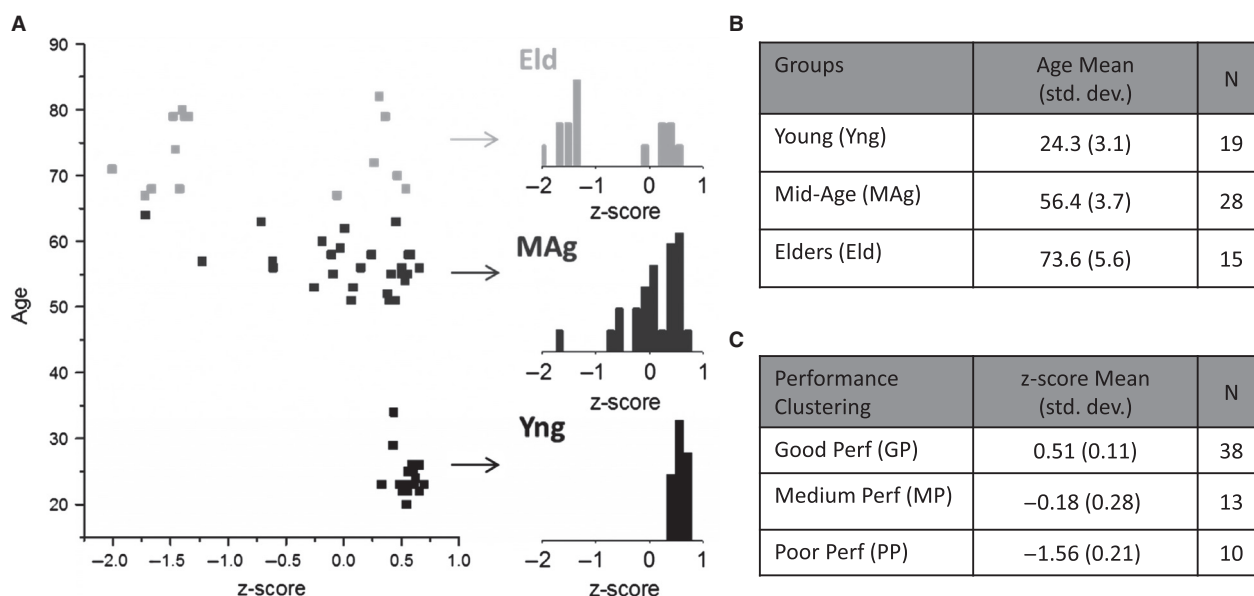 A
90
80
70
60
50
40
30
20
Age
−2.0 −1.5 −1.0 −0.5 0.0 0.5 1.0
z-score
Eld
−2 −1 0 1
z-score
MAg
−2 −1 0 1
z-score
Yng
−2 −1 0 1
z-score
B
Groups Age Mean (std. dev.) N
Young (Yng) 24.3 (3.1) 19
Mid-Age (MAg) 56.4 (3.7) 28
Elders (Eld) 73.6 (5.6) 15
C
Performance Clustering z-score Mean (std. dev.) N
Good Perf (GP) 0.51 (0.11) 38
Medium Perf (MP) −0.18 (0.28) 13
Poor Perf (PP) −1.56 (0.21) 10